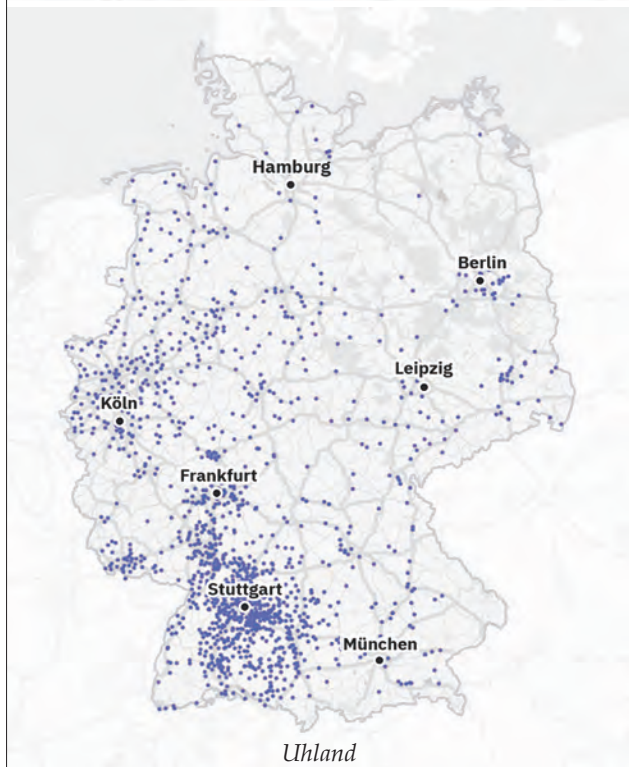 Hamburg
Berlin
Leipzig
Köln
Frankfurt
Stuttgart
München
Uhland